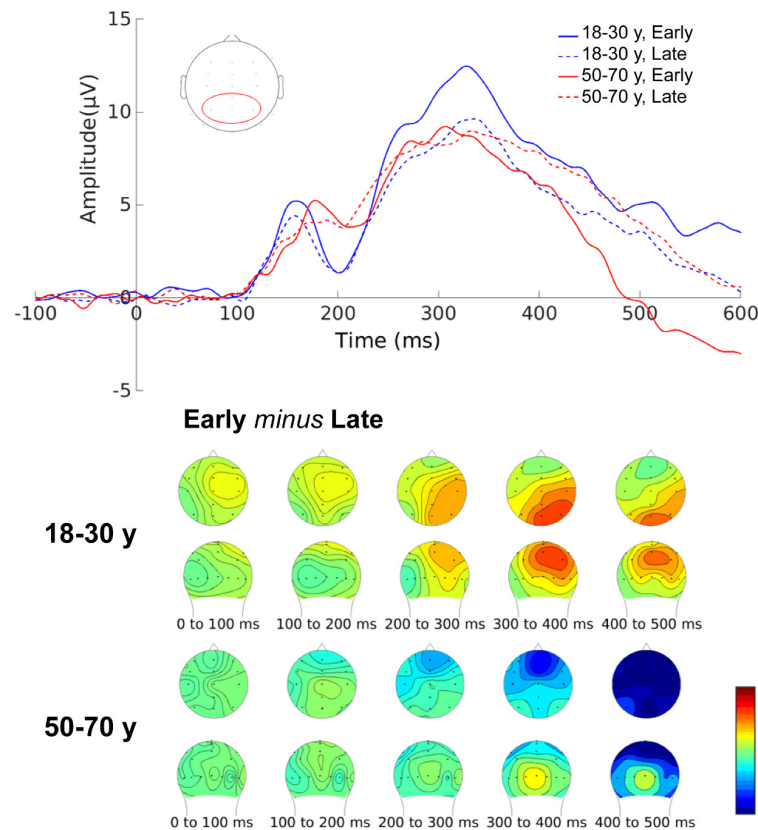 15
10
5
0
-5
Amplitude(µV)
18-30 y, Early
18-30 y, Late
50-70 y, Early
50-70 y, Late
-100 0 100 200 300 400 500 600
Time (ms)
Early minus Late
18-30 y
0 to 100 ms 100 to 200 ms 200 to 300 ms 300 to 400 ms 400 to 500 ms
50-70 y
0 to 100 ms 100 to 200 ms 200 to 300 ms 300 to 400 ms 400 to 500 ms